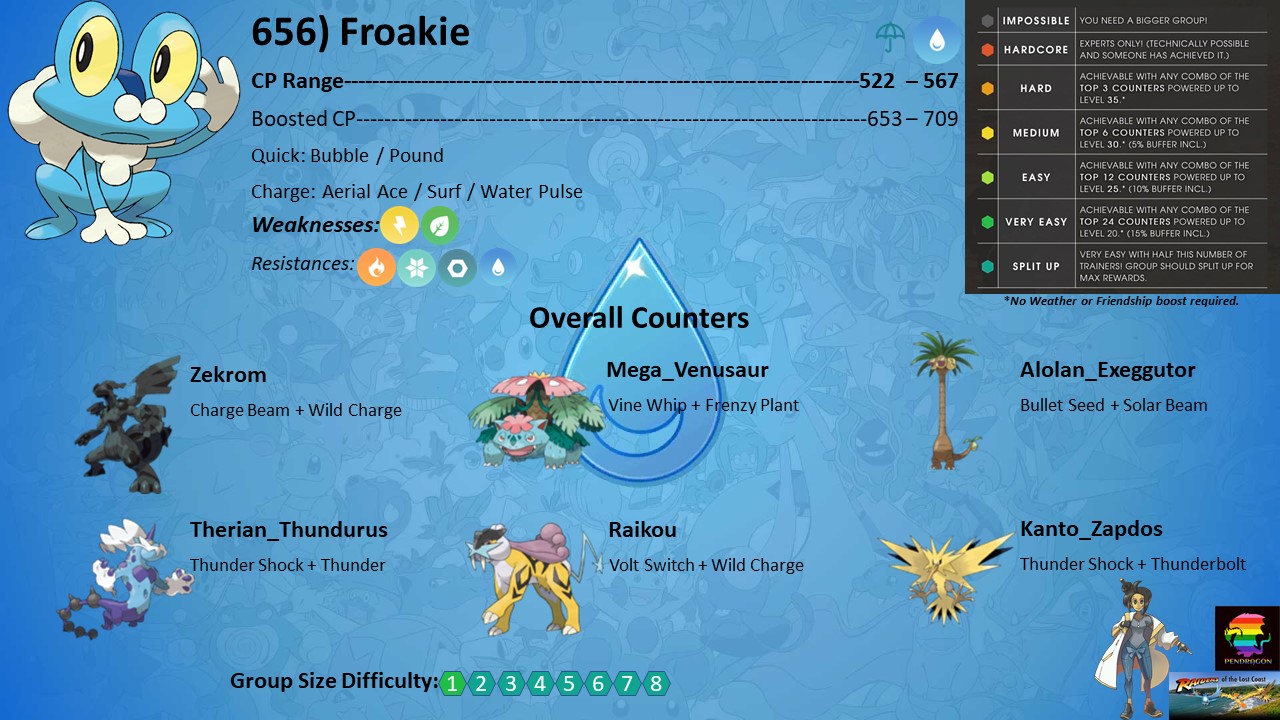 656) Froakie
CP Range---------------------------------------------------------------------522 – 567
Boosted CP---------------------------------------------------------------------653 – 709
Quick: Bubble / Pound
Charge: Aerial Ace / Surf / Water Pulse
Weaknesses:
Resistances:
IMPOSSIBLE YOU NEED A BIGGER GROUP!
HARDCORE EXPERTS ONLY! (TECHNICALLY POSSIBLE
AND SOMEONE HAS ACHIEVED IT.)
HARD ACHIEVABLE WITH ANY COMBO OF THE
TOP 3 COUNTERS POWERED UP TO
LEVEL 35.*
MEDIUM ACHIEVABLE WITH ANY COMBO OF THE
TOP 6 COUNTERS POWERED UP TO
LEVEL 30.* (5% BUFFER INCL.)
EASY ACHIEVABLE WITH ANY COMBO OF THE
TOP 12 COUNTERS POWERED UP TO
LEVEL 25.* (10% BUFFER INCL.)
VERY EASY ACHIEVABLE WITH ANY COMBO OF THE
TOP 24 COUNTERS POWERED UP TO
LEVEL 20.* (15% BUFFER INCL.)
SPLIT UP VERY EASY WITH HALF THIS NUMBER OF
TRAINERS! GROUP SHOULD SPLIT UP FOR
MAX REWARDS.
*No Weather or Friendship boost required.
Overall Counters
Zekrom
Charge Beam + Wild Charge
Mega_Venusaur
Vine Whip + Frenzy Plant
Alolan_Exeggutor
Bullet Seed + Solar Beam
Therian_Thundurus
Thunder Shock + Thunder
Raikou
Volt Switch + Wild Charge
Kanto_Zapdos
Thunder Shock + Thunderbolt
Group Size Difficulty: 1 2 3 4 5 6 7 8
PENDRAGON
RAIDERS of the Lost Coast